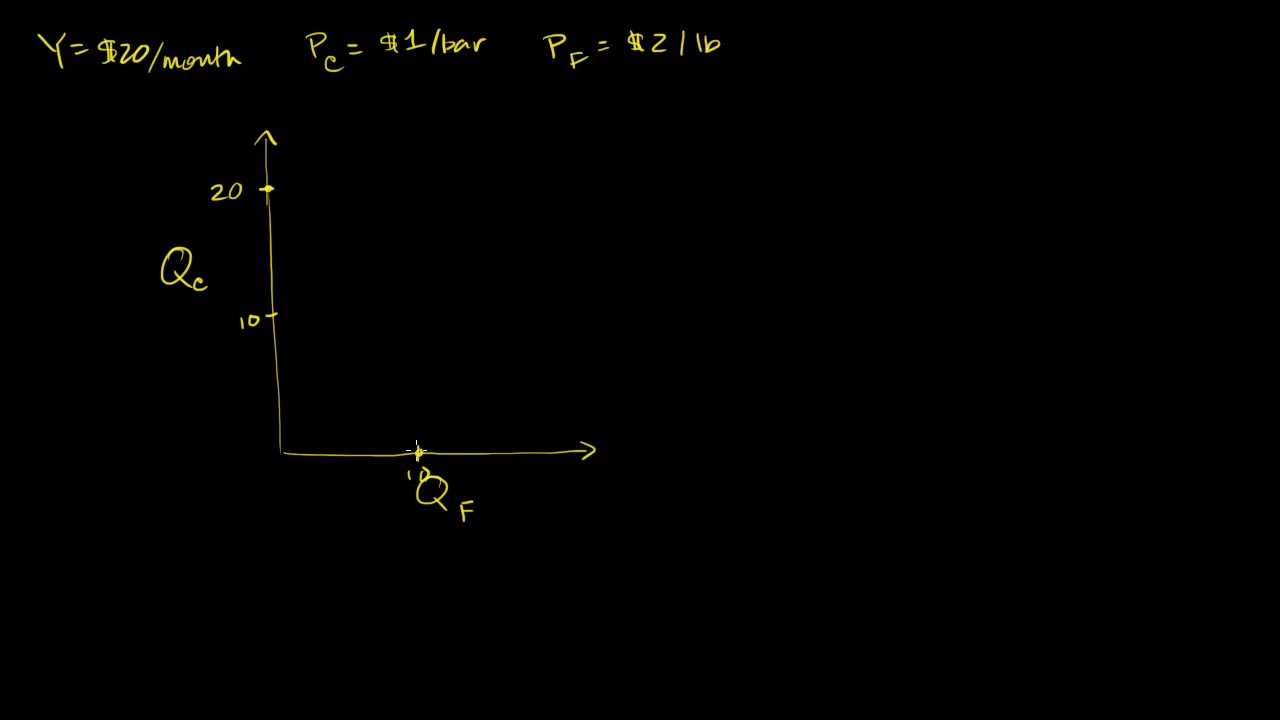 Y = $20/month P_C = $1/bar P_F = $2/lb
20
Q_C
10
10
Q_F